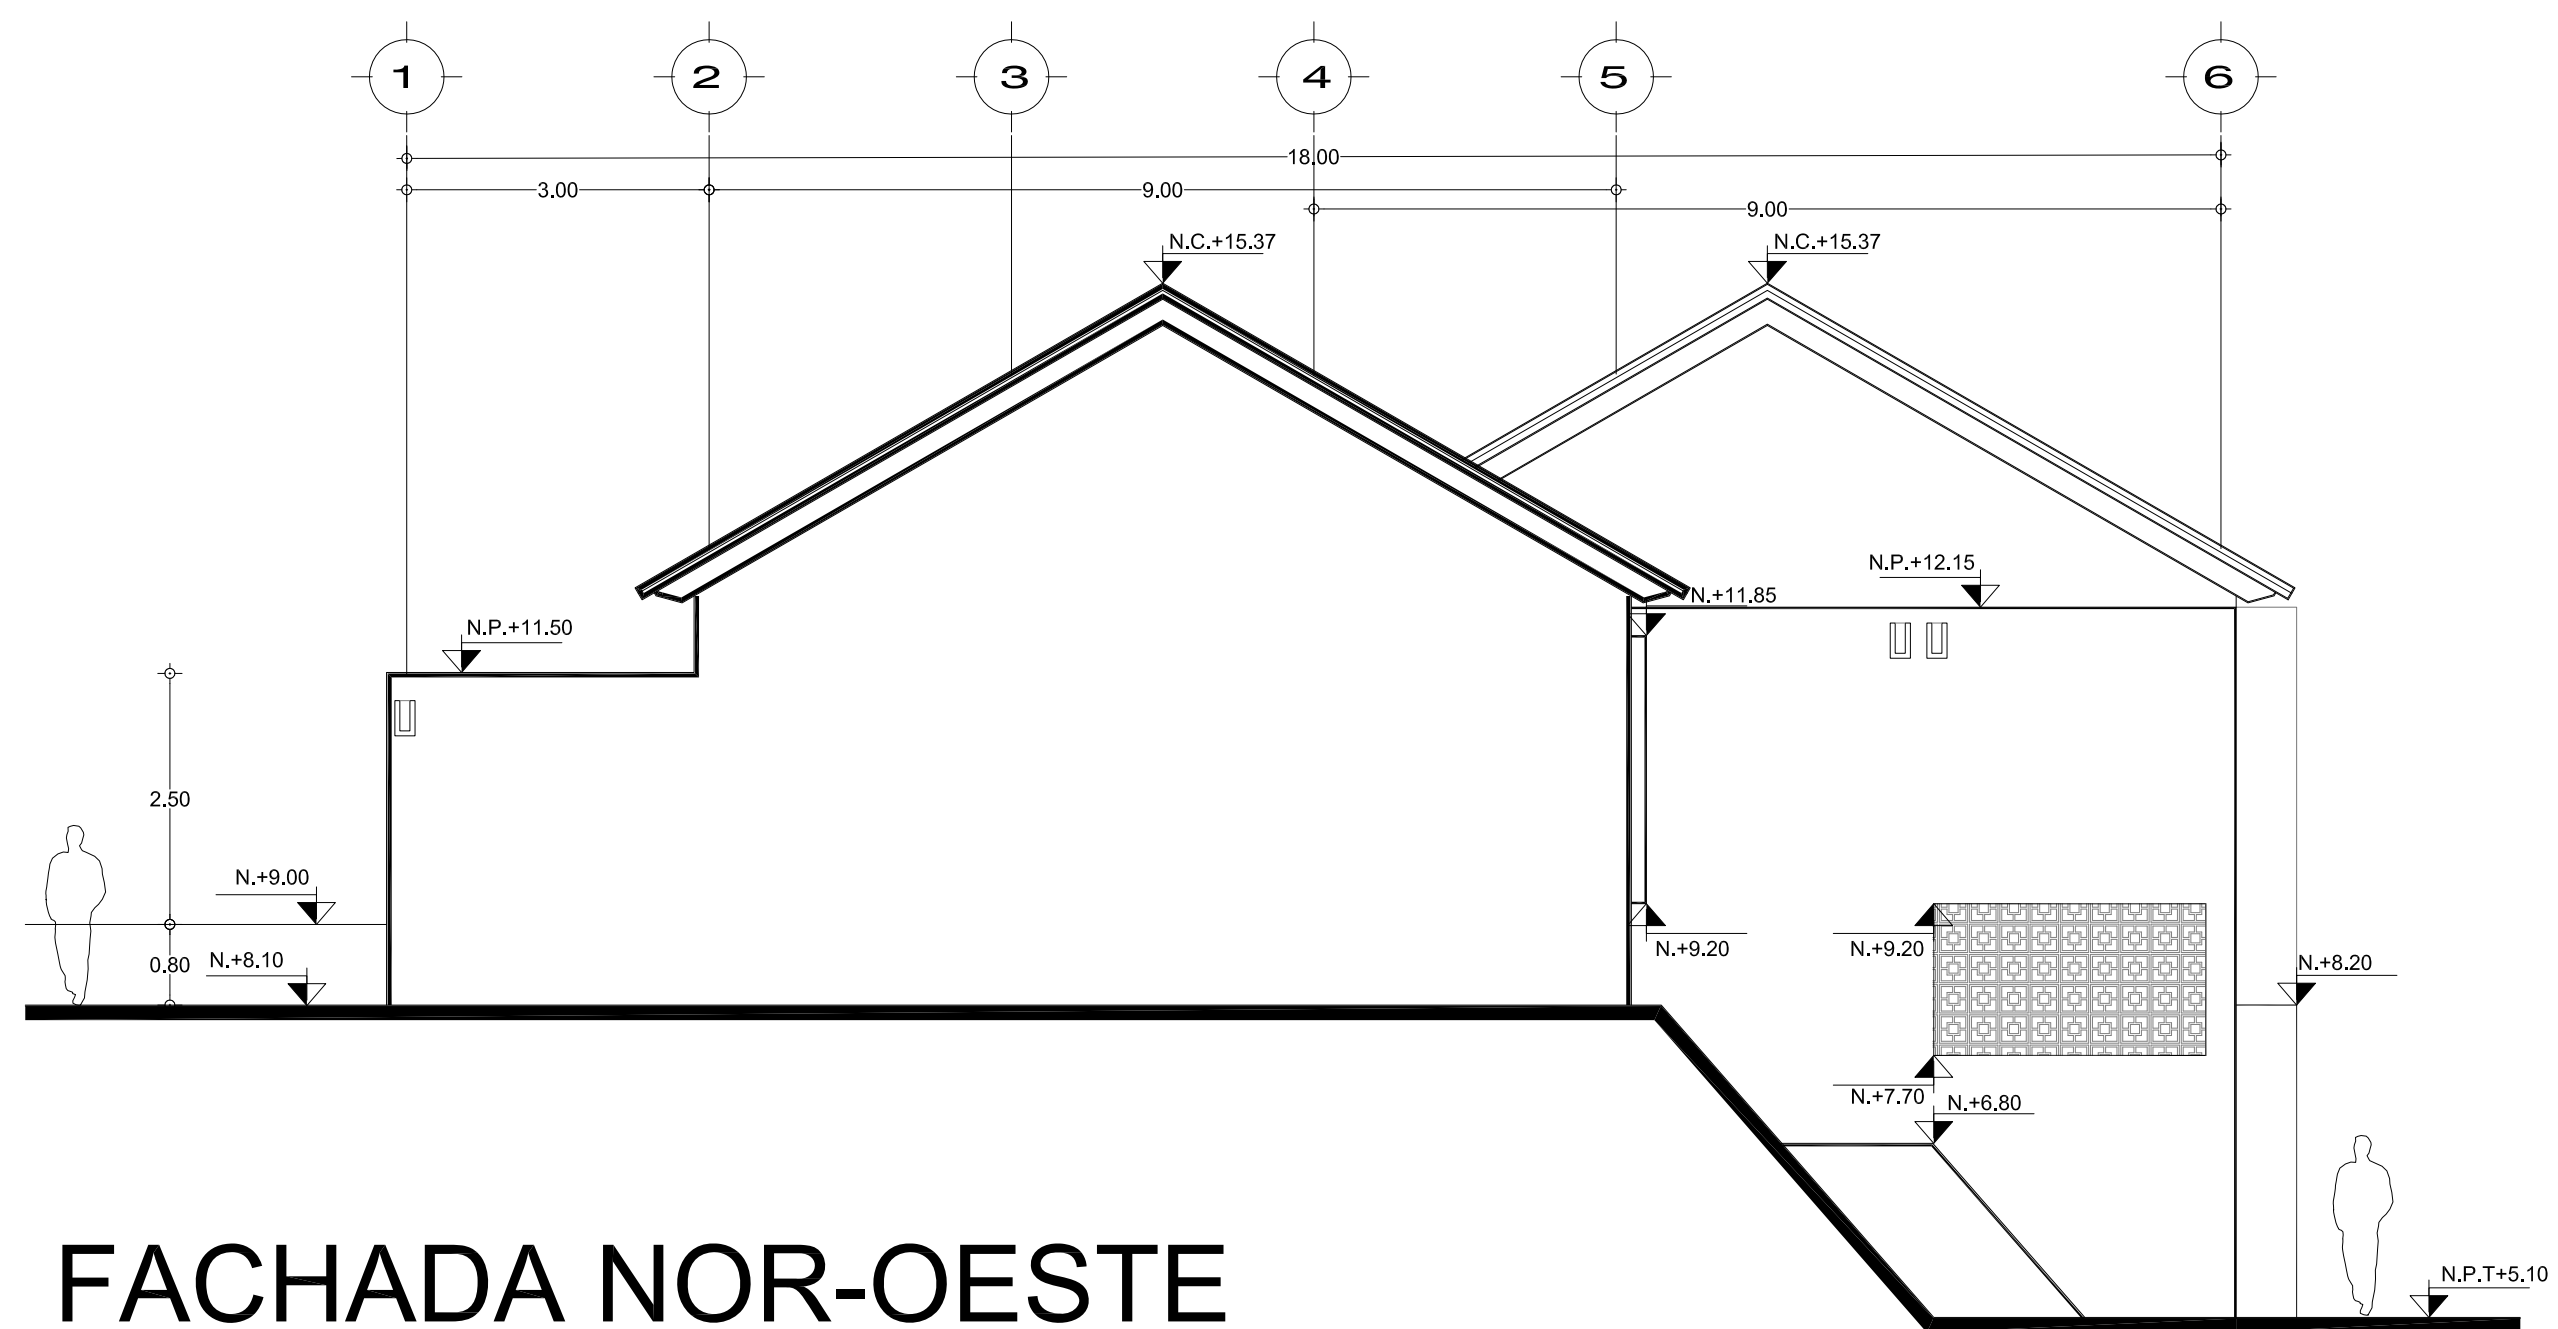 1 2 3 4 5 6
18.00
3.00 9.00
9.00
N.C.+15.37 N.C.+15.37
N.P.+12.15
N.+11.85
N.P.+11.50
2.50
N.+9.00
N.+9.20 N.+9.20
0.80 N.+8.10 N.+8.20
N.+7.70 N.+6.80
N.P.T+5.10
FACHADA NOR-OESTE